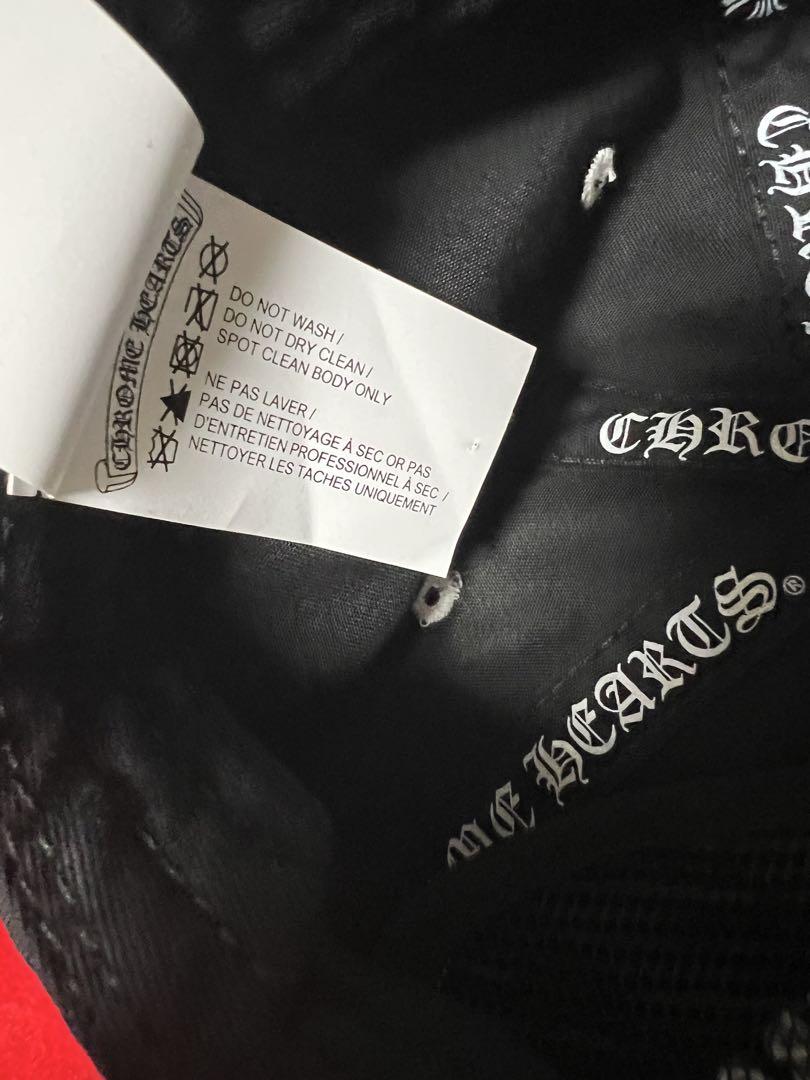 CHROME HEARTS
DO NOT WASH /
DO NOT DRY CLEAN /
SPOT CLEAN BODY ONLY
NE PAS LAVER /
PAS DE NETTOYAGE À SEC OR PAS
D'ENTRETIEN PROFESSIONNEL À SEC /
NETTOYER LES TACHES UNIQUEMENT
CHRO
ME HEARTS®